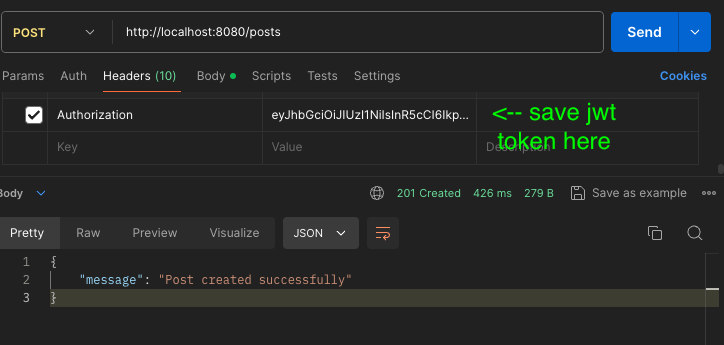 POST http://localhost:8080/posts Send
Params Auth Headers (10) Body Scripts Tests Settings Cookies
Authorization eyJhbGciOiJIUzI1NiIsInR5cCI6Ikp... <-- save jwt
token here
Key Value Description
Body 201 Created 426 ms 279 B Save as example
Pretty Raw Preview Visualize JSON
1 {
2 "message": "Post created successfully"
3 }